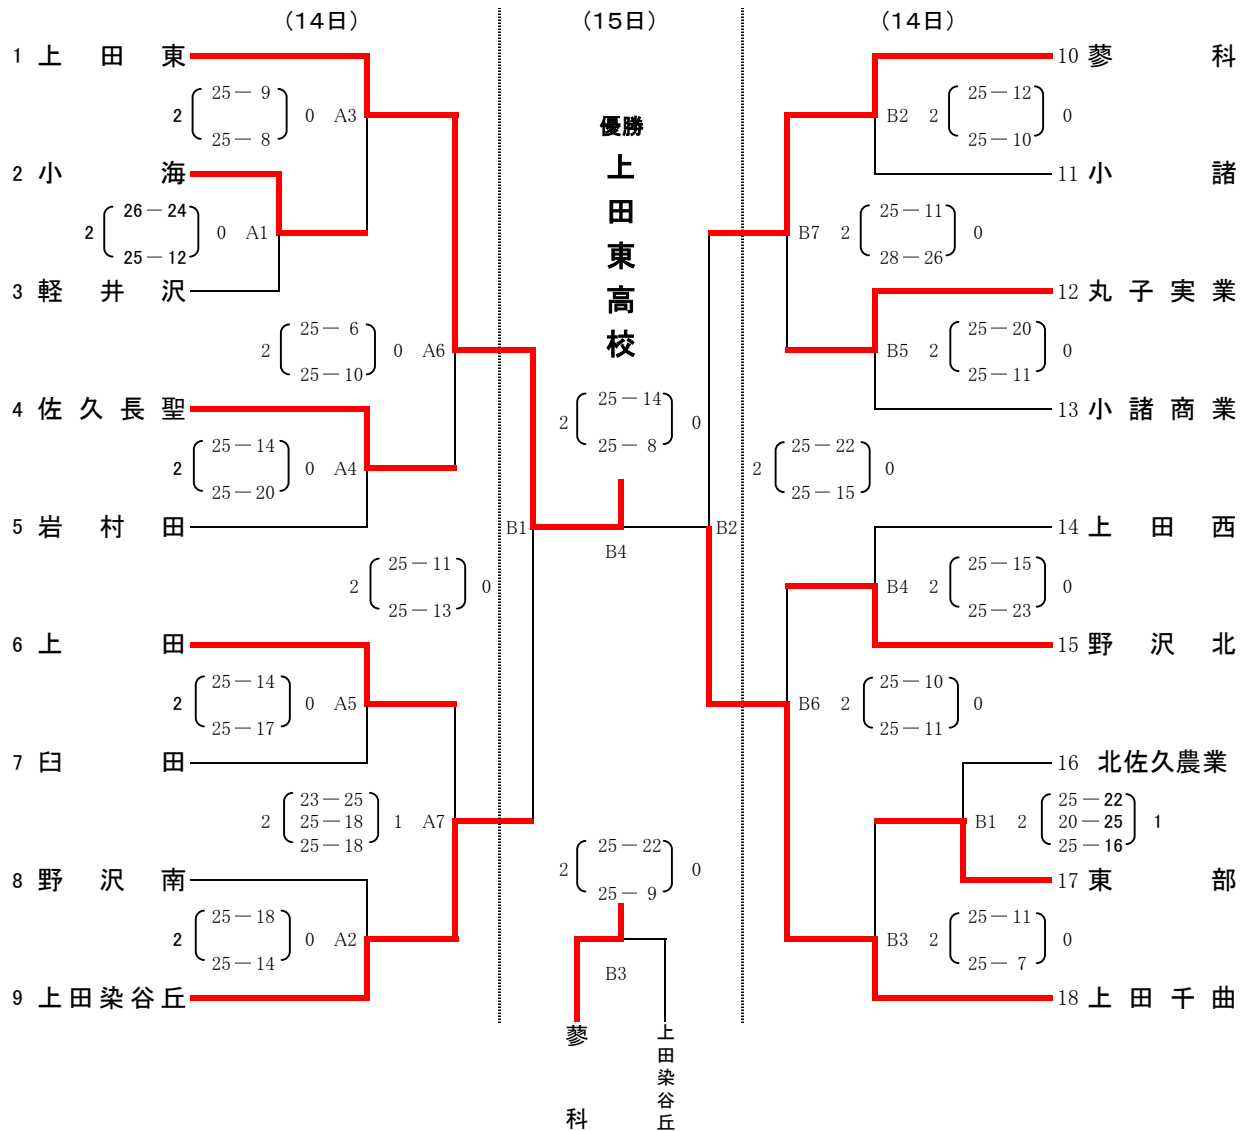 (14日)
(15日)
(14日)
1 上田東
25－9
2 0 A3
25－8
2 小海
26－24
2 0 A1
25－12
3 軽井沢
25－6
2 0 A6
25－10
4 佐久長聖
25－14
2 0 A4
25－20
5 岩村田
25－11
2 0
25－13
6 上田
25－14
2 0 A5
25－17
7 臼田
23－25
2 25－18 1 A7
25－18
8 野沢南
25－18
2 0 A2
25－14
9 上田染谷丘
優勝
上田東高校
25－14
2 0
25－8
B1
B4
B2
25－22
2 0
25－9
B3
蓼科
上田染谷丘
10 蓼科
25－12
B2 2 0
25－10
11 小諸
25－11
B7 2 0
28－26
12 丸子実業
25－20
B5 2 0
25－11
13 小諸商業
25－22
2 0
25－15
14 上田西
25－15
B4 2 0
25－23
15 野沢北
25－10
B6 2 0
25－11
16 北佐久農業
25－22
B1 2 20－25 1
25－16
17 東部
25－11
B3 2 0
25－7
18 上田千曲